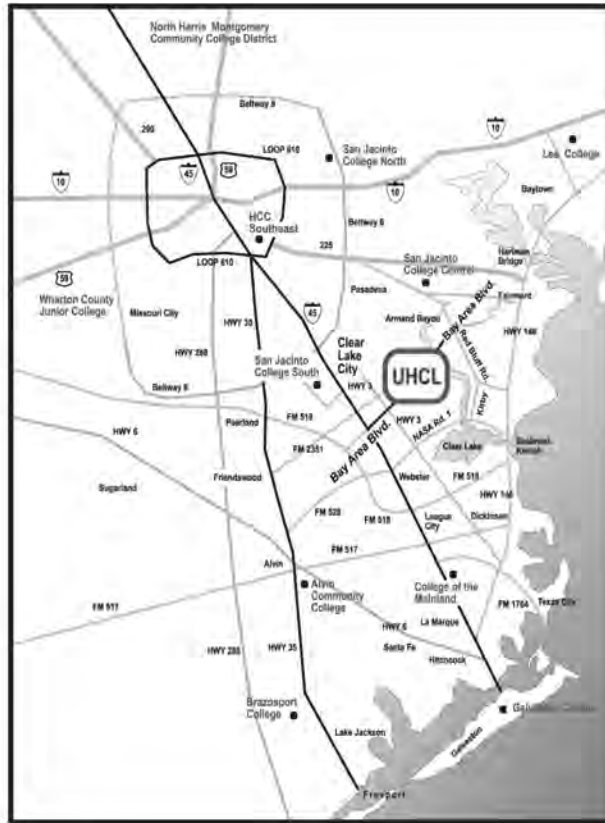 North Harris Montgomery
Community College District
290
Beltway 8
LOOP 610
45
59
San Jacinto
College North
10
Lee College
10
10
Baytown
HCC
Southeast
Beltway 8
225
San Jacinto
College Central
Hartman
Bridge
LOOP 610
59
Wharton County
Junior College
Missouri City
HWY 35
45
Pasadena
Fairmont
Armand Bayou
Bay Area Blvd.
Red Bluff Rd.
HWY 146
HWY 288
San Jacinto
College South
Clear
Lake
City
HWY 3
UHCL
Kirby
Beltway 8
Pearland
FM 518
HWY 3
NASA Rd. 1
HWY 6
FM 2351
Bay Area Blvd.
Clear Lake
Seabrook
Kemah
Sugarland
Friendswood
Webster
FM 518
HWY 146
FM 528
FM 518
League
City
Dickinson
FM 517
Alvin
Alvin
Community
College
College of the
Mainland
FM 517
FM 1764
Texas City
La Marque
HWY 6
HWY 288
HWY 35
Santa Fe
Hitchcock
Brazosport
College
Galveston
Lake Jackson
Freeport